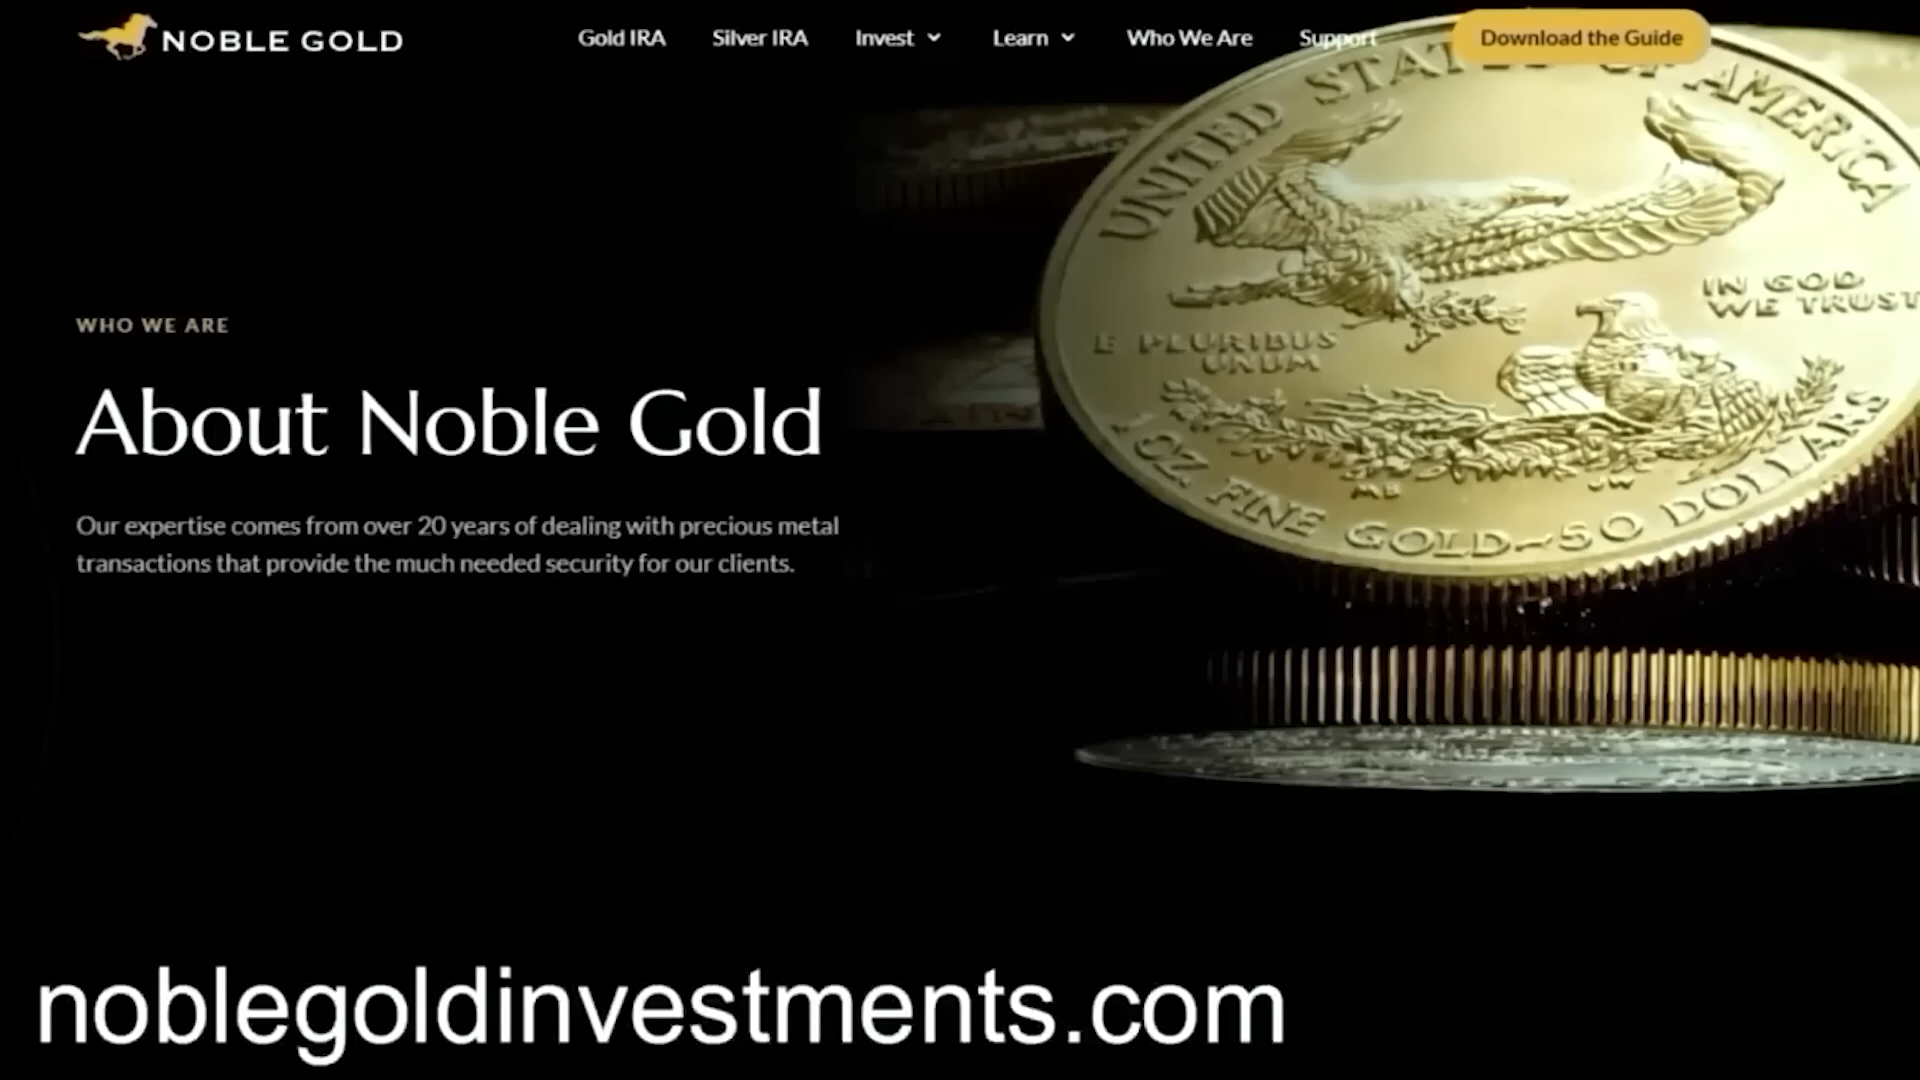 NOBLE GOLD
Gold IRA
Silver IRA
Invest
Learn
Who We Are
Support
Download the Guide
UNITED STATES OF AMERICA
IN GOD
WE TRUST
E PLURIBUS
UNUM
1 OZ. FINE GOLD~50 DOLLARS
MB
JW
WHO WE ARE
About Noble Gold
Our expertise comes from over 20 years of dealing with precious metal
transactions that provide the much needed security for our clients.
noblegoldinvestments.com